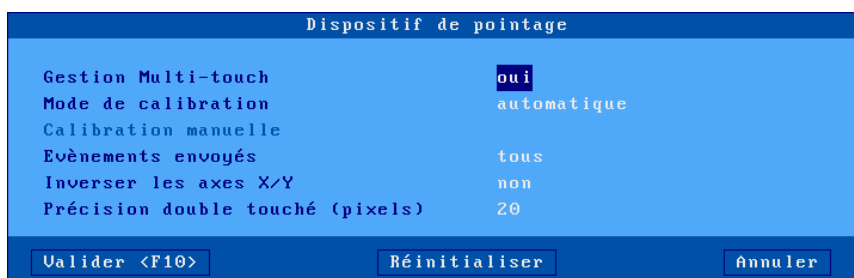 Dispositif de pointage
Gestion Multi-touch oui
Mode de calibration automatique
Calibration manuelle
Evènements envoyés tous
Inverser les axes X/Y non
Précision double touché (pixels) 20
Valider <F10> Réinitialiser Annuler